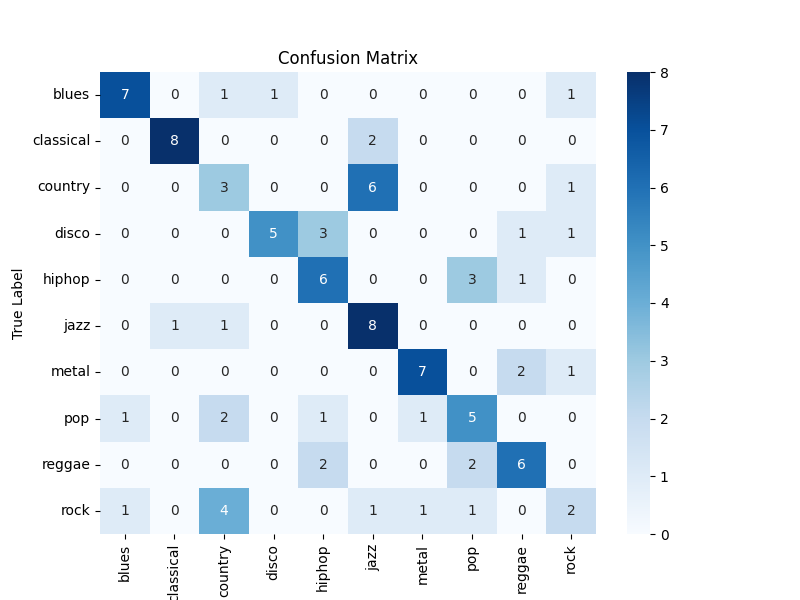 Confusion Matrix
blues 7 0 1 1 0 0 0 0 0 1
classical 0 8 0 0 0 2 0 0 0 0
country 0 0 3 0 0 6 0 0 0 1
disco 0 0 0 5 3 0 0 0 1 1
hiphop 0 0 0 0 6 0 0 3 1 0
jazz 0 1 1 0 0 8 0 0 0 0
metal 0 0 0 0 0 0 7 0 2 1
pop 1 0 2 0 1 0 1 5 0 0
reggae 0 0 0 0 2 0 0 2 6 0
rock 1 0 4 0 0 1 1 1 0 2
True Label
blues classical country disco hiphop jazz metal pop reggae rock
8
7
6
5
4
3
2
1
0